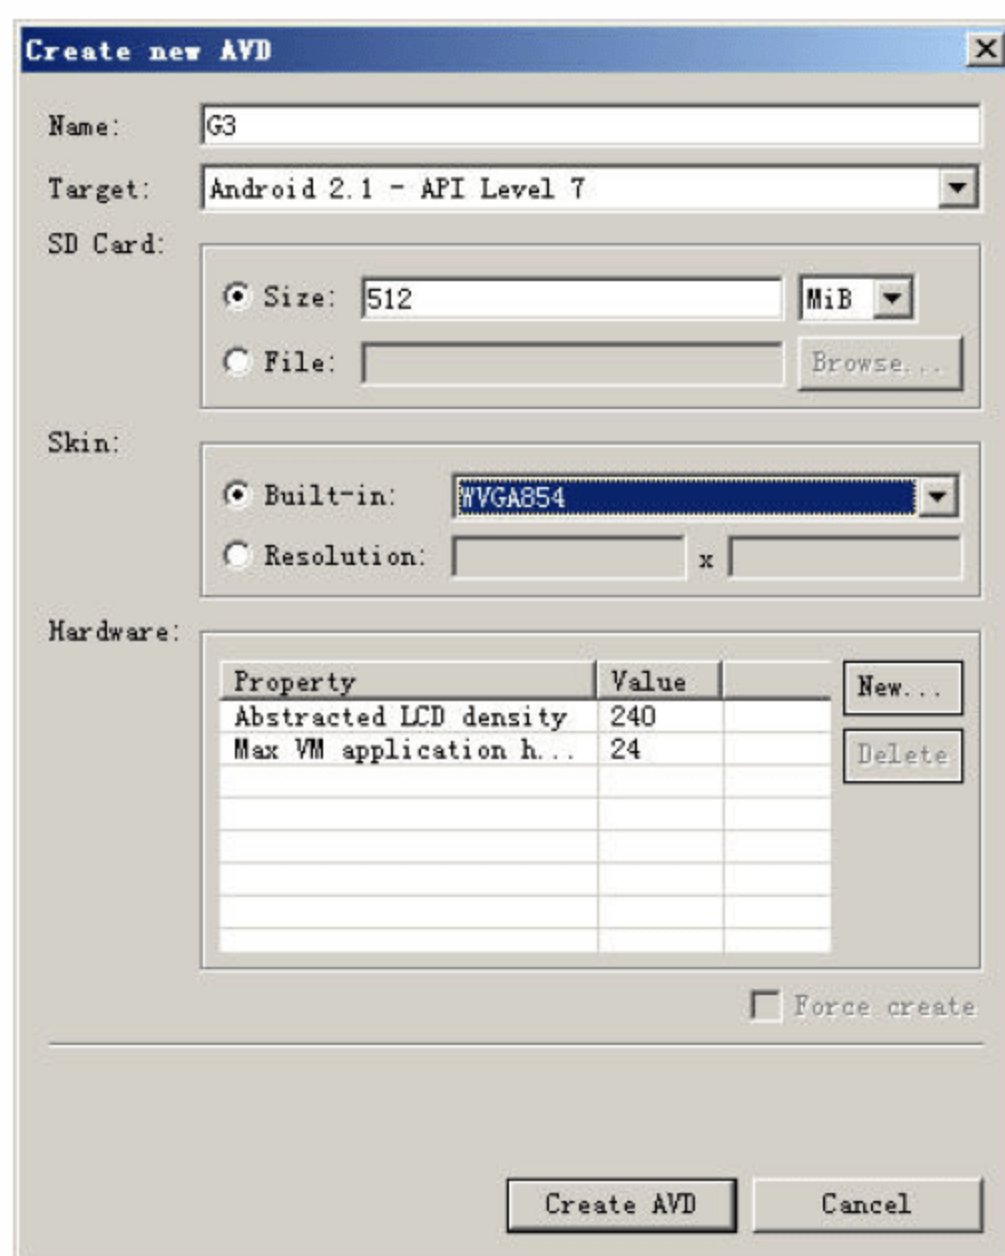 Create new AVD
Name: G3
Target: Android 2.1 - API Level 7
SD Card:
Size: 512 MiB
File: Browse...
Skin:
Built-in: WVGA854
Resolution: x
Hardware:
Property Value New...
Abstracted LCD density 240
Max VM application h... 24 Delete
Force create
Create AVD Cancel